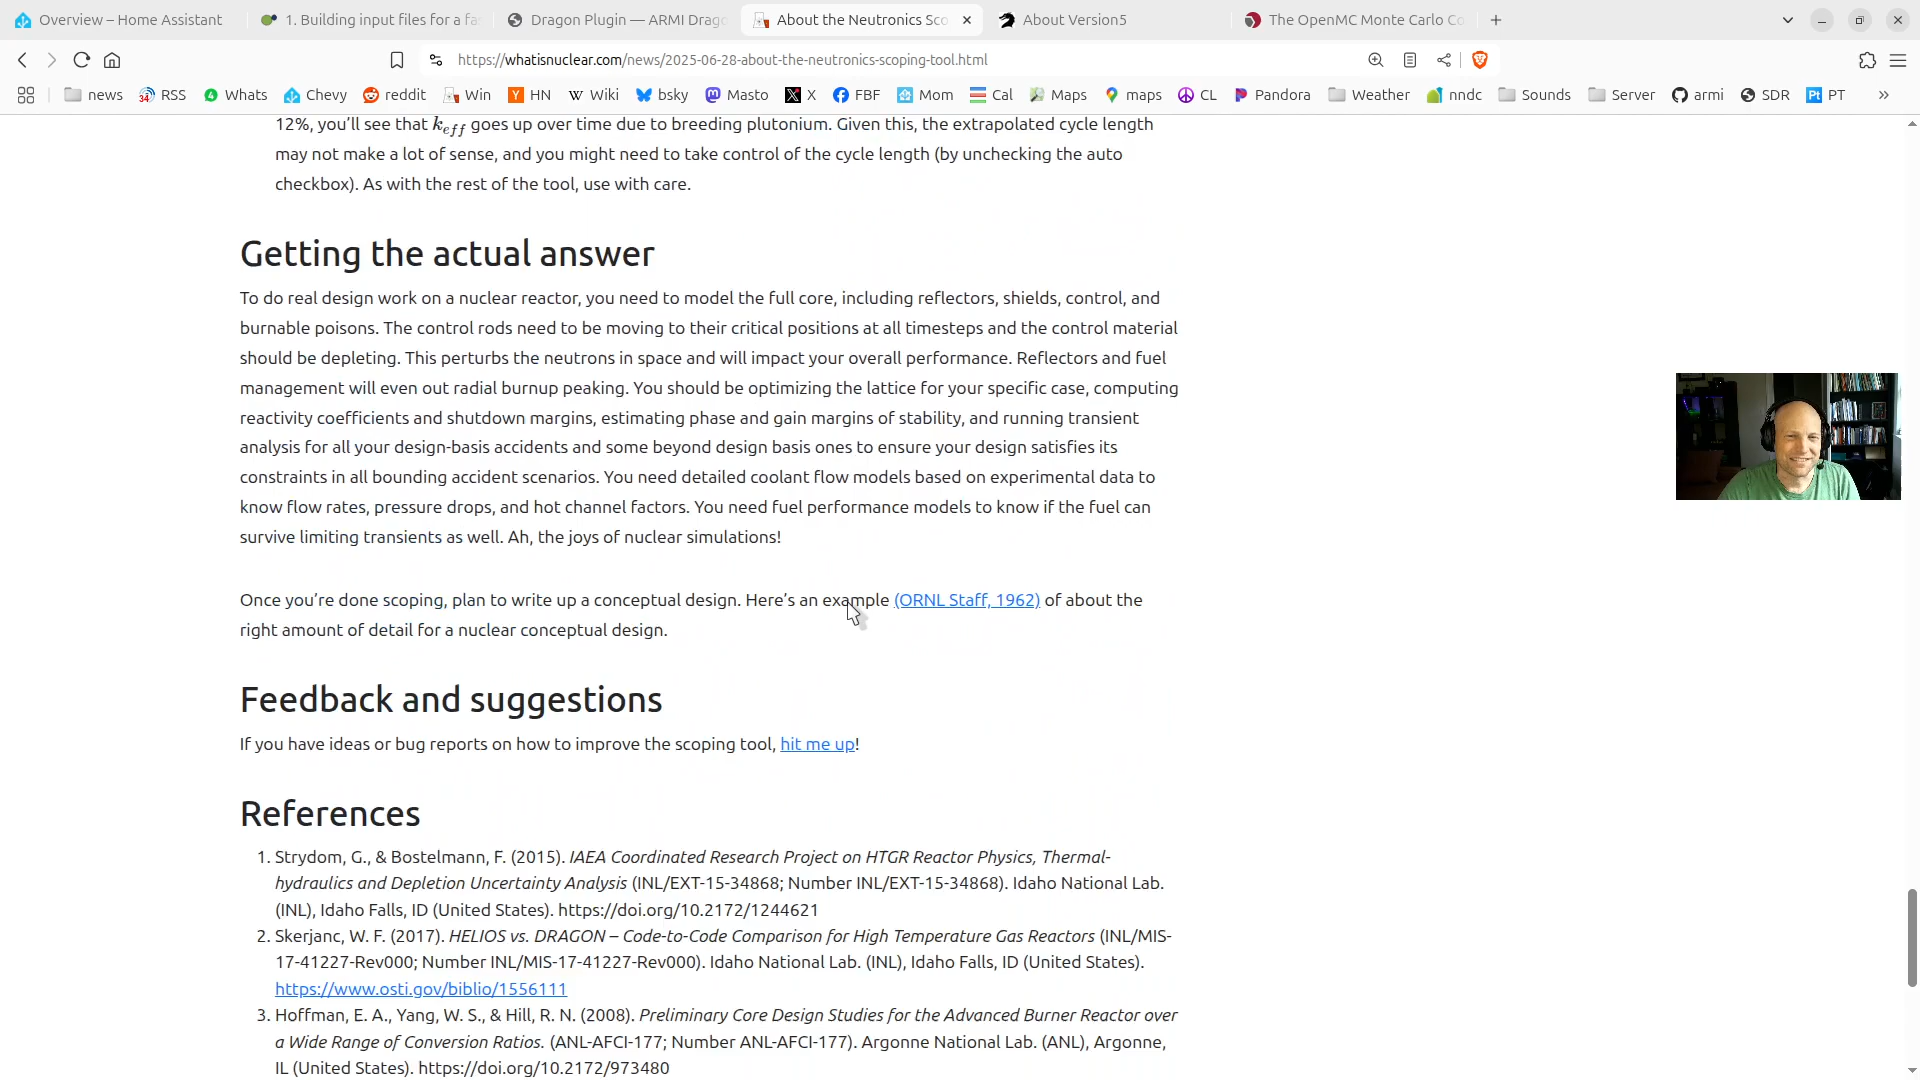 Overview – Home Assistant
1. Building input files for a fa
Dragon Plugin — ARMI Drago
About the Neutronics Sco
About Version5
The OpenMC Monte Carlo Co
https://whatisnuclear.com/news/2025-06-28-about-the-neutronics-scoping-tool.html
news
34 RSS
4 Whats
Chevy
reddit
Win
Y HN
W Wiki
bsky
Masto
X X
FBF
Mom
Cal
Maps
maps
CL
Pandora
Weather
nndc
Sounds
Server
armi
SDR
Pt PT
»
12%, you’ll see that keff goes up over time due to breeding plutonium. Given this, the extrapolated cycle length
may not make a lot of sense, and you might need to take control of the cycle length (by unchecking the auto
checkbox). As with the rest of the tool, use with care.
Getting the actual answer
To do real design work on a nuclear reactor, you need to model the full core, including reflectors, shields, control, and
burnable poisons. The control rods need to be moving to their critical positions at all timesteps and the control material
should be depleting. This perturbs the neutrons in space and will impact your overall performance. Reflectors and fuel
management will even out radial burnup peaking. You should be optimizing the lattice for your specific case, computing
reactivity coefficients and shutdown margins, estimating phase and gain margins of stability, and running transient
analysis for all your design-basis accidents and some beyond design basis ones to ensure your design satisfies its
constraints in all bounding accident scenarios. You need detailed coolant flow models based on experimental data to
know flow rates, pressure drops, and hot channel factors. You need fuel performance models to know if the fuel can
survive limiting transients as well. Ah, the joys of nuclear simulations!
Once you’re done scoping, plan to write up a conceptual design. Here’s an example (ORNL Staff, 1962) of about the
right amount of detail for a nuclear conceptual design.
Feedback and suggestions
If you have ideas or bug reports on how to improve the scoping tool, hit me up!
References
1. Strydom, G., & Bostelmann, F. (2015). IAEA Coordinated Research Project on HTGR Reactor Physics, Thermal-
hydraulics and Depletion Uncertainty Analysis (INL/EXT-15-34868; Number INL/EXT-15-34868). Idaho National Lab.
(INL), Idaho Falls, ID (United States). https://doi.org/10.2172/1244621
2. Skerjanc, W. F. (2017). HELIOS vs. DRAGON – Code-to-Code Comparison for High Temperature Gas Reactors (INL/MIS-
17-41227-Rev000; Number INL/MIS-17-41227-Rev000). Idaho National Lab. (INL), Idaho Falls, ID (United States).
https://www.osti.gov/biblio/1556111
3. Hoffman, E. A., Yang, W. S., & Hill, R. N. (2008). Preliminary Core Design Studies for the Advanced Burner Reactor over
a Wide Range of Conversion Ratios. (ANL-AFCI-177; Number ANL-AFCI-177). Argonne National Lab. (ANL), Argonne,
IL (United States). https://doi.org/10.2172/973480